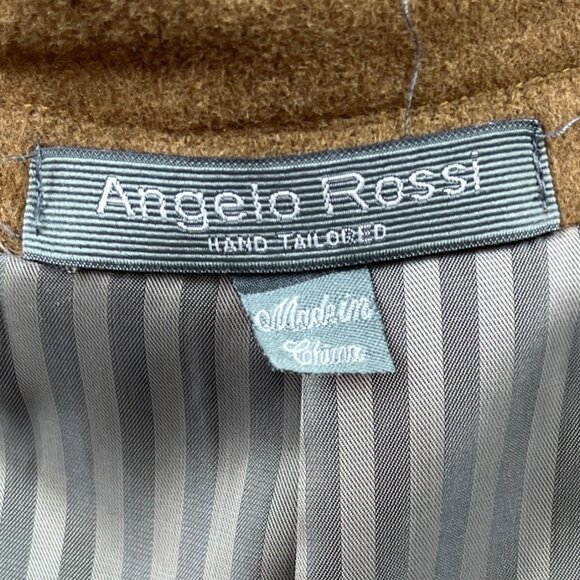 Angelo Rossi
HAND TAILORED
Made in
China